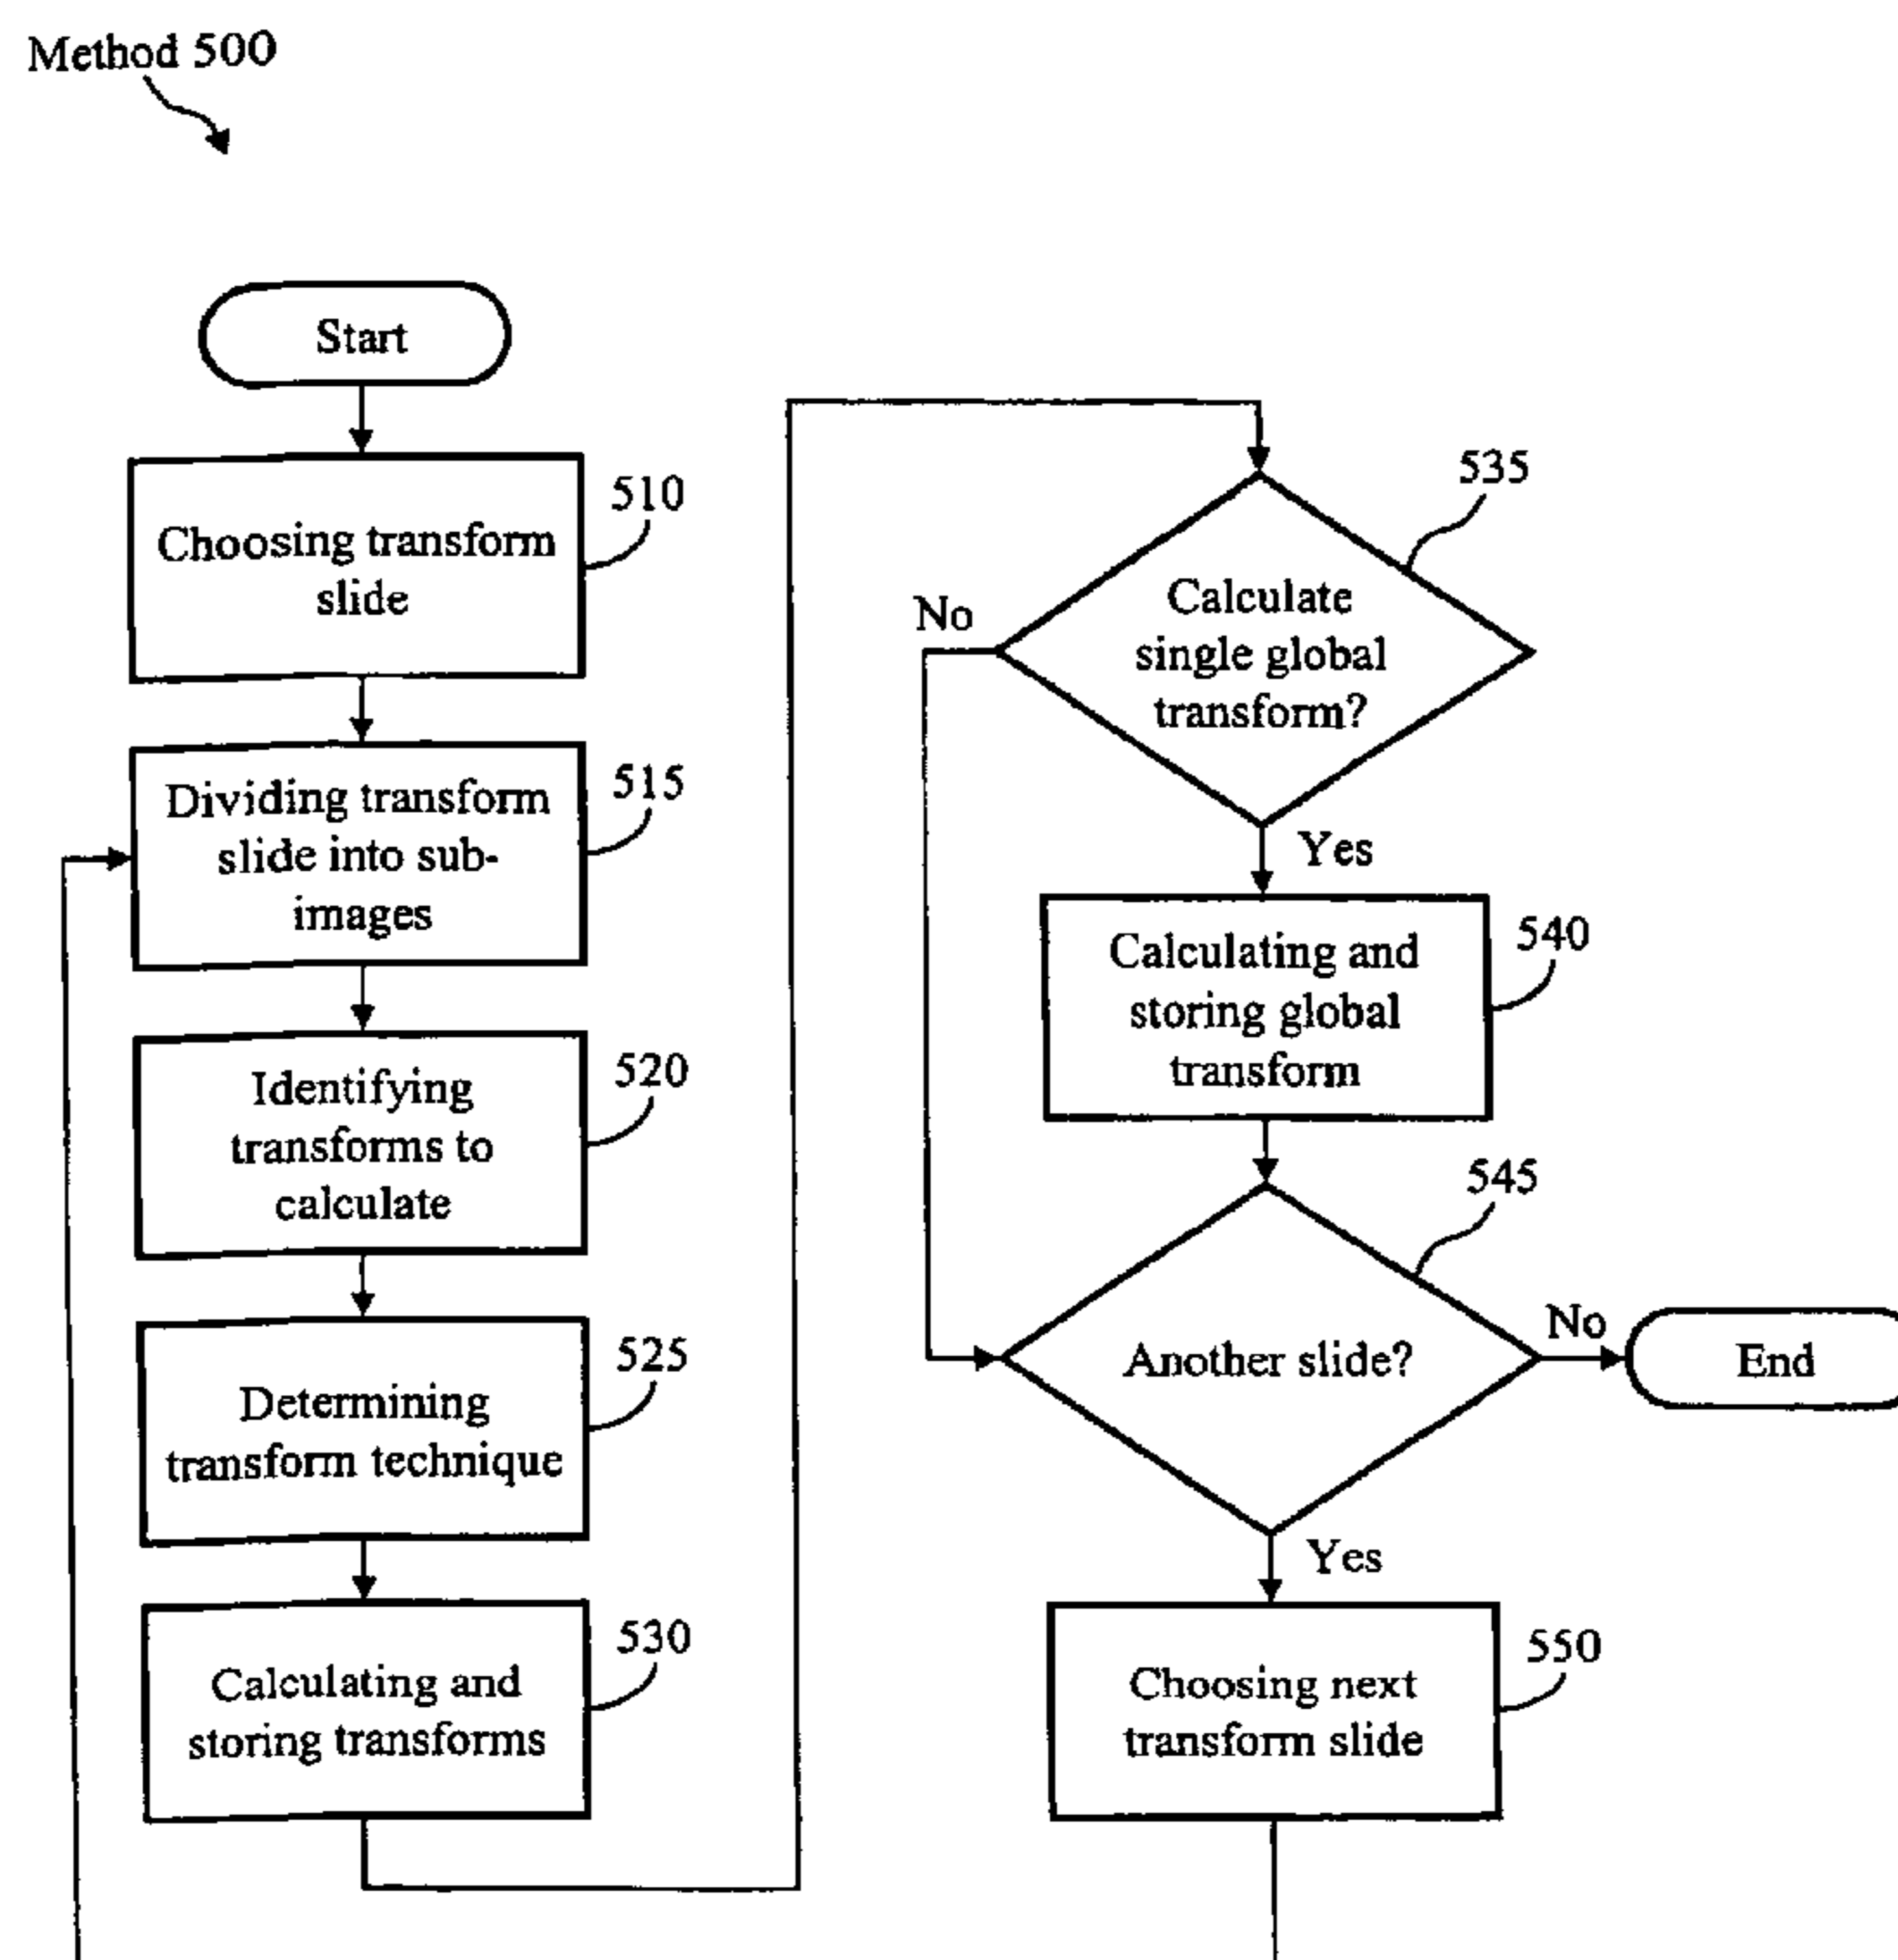 Method 500
Start
Choosing transform
slide
510
Dividing transform
slide into sub-
images
515
Identifying
transforms to
calculate
520
Determining
transform technique
525
Calculating and
storing transforms
530
Calculate
single global
transform?
535
No
Yes
Calculating and
storing global
transform
540
Another slide?
545
No
End
Yes
Choosing next
transform slide
550